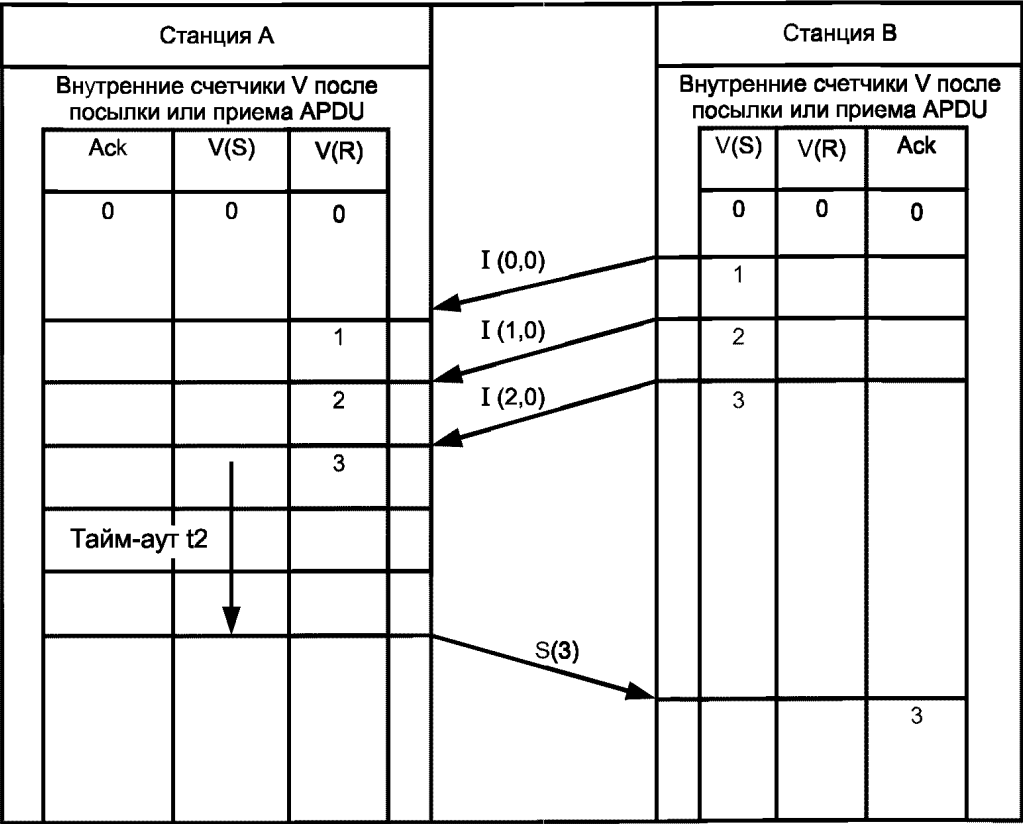 Станция А
Станция В
Внутренние счетчики V после
посылки или приема APDU
Внутренние счетчики V после
посылки или приема APDU
Ack V(S) V(R)
V(S) V(R) Ack
0 0 0
0 0 0
I (0,0)
1
I (1,0)
1
2
I (2,0)
2
3
3
Тайм-аут t2
S(3)
3